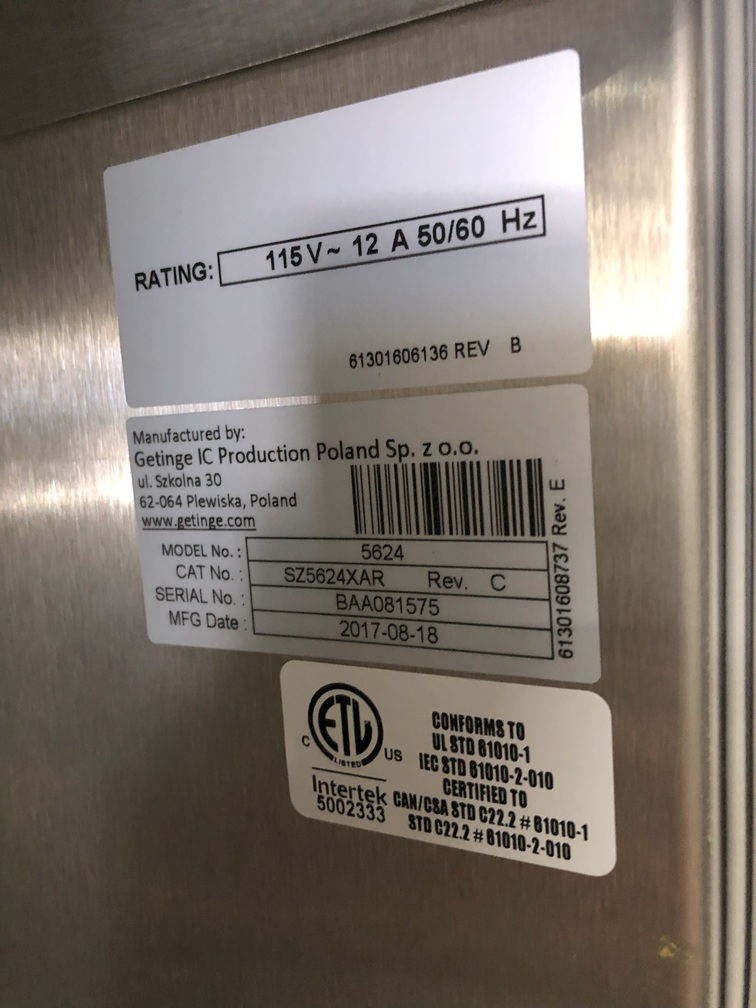 RATING: 115 V~ 12 A 50/60 Hz
61301606136 REV B
Manufactured by:
Getinge IC Production Poland Sp. z o.o.
ul. Szkolna 30
62-064 Plewiska, Poland
www.getinge.com
MODEL No.: 5624
CAT No.: SZ5624XAR Rev. C
SERIAL No.: BAA081575
MFG Date: 2017-08-18
61301608737 Rev. E
ETL
LISTED
C US
Intertek
5002333
CONFORMS TO
UL STD 61010-1
IEC STD 61010-2-010
CERTIFIED TO
CAN/CSA STD C22.2 # 61010-1
STD C22.2 # 61010-2-010